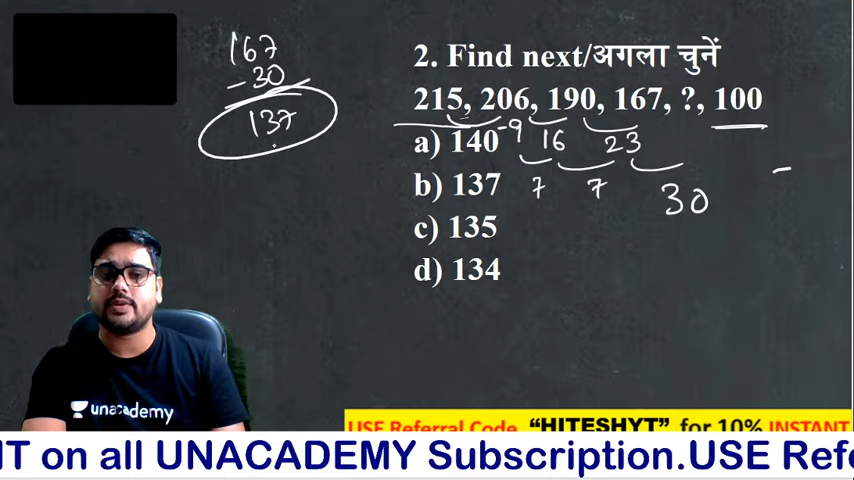 167
-30
137
2. Find next/अगला चुनें
215, 206, 190, 167, ?, 100
-9 16 23
a) 140
7 7 30
b) 137
c) 135
d) 134
unacademy
USE Referral Code "HITESHYT" for 10% INSTANT
IT on all UNACADEMY Subscription.USE Refe